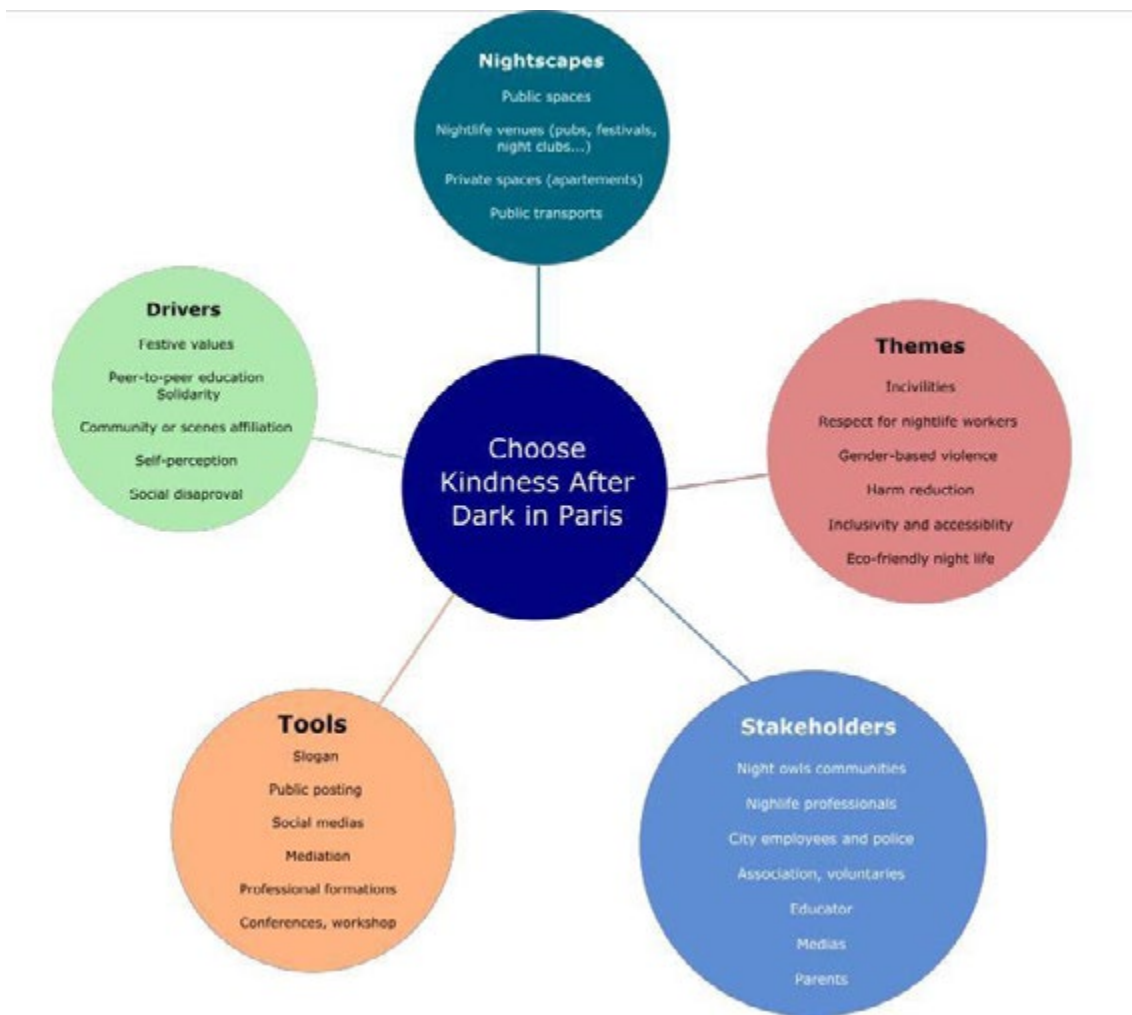 Nightscapes
Public spaces
Nightlife venues (pubs, festivals,
night clubs...)
Private spaces (apartements)
Public transports
Drivers
Festive values
Peer-to-peer education
Solidarity
Community or scenes affiliation
Self-perception
Social disaproval
Themes
Incivilities
Respect for nightlife workers
Gender-based violence
Harm reduction
Inclusivity and accessiblity
Eco-friendly night life
Choose
Kindness After
Dark in Paris
Tools
Slogan
Public posting
Social medias
Mediation
Professional formations
Conferences, workshop
Stakeholders
Night owls communities
Nighlife professionals
City employees and police
Association, voluntaries
Educator
Medias
Parents